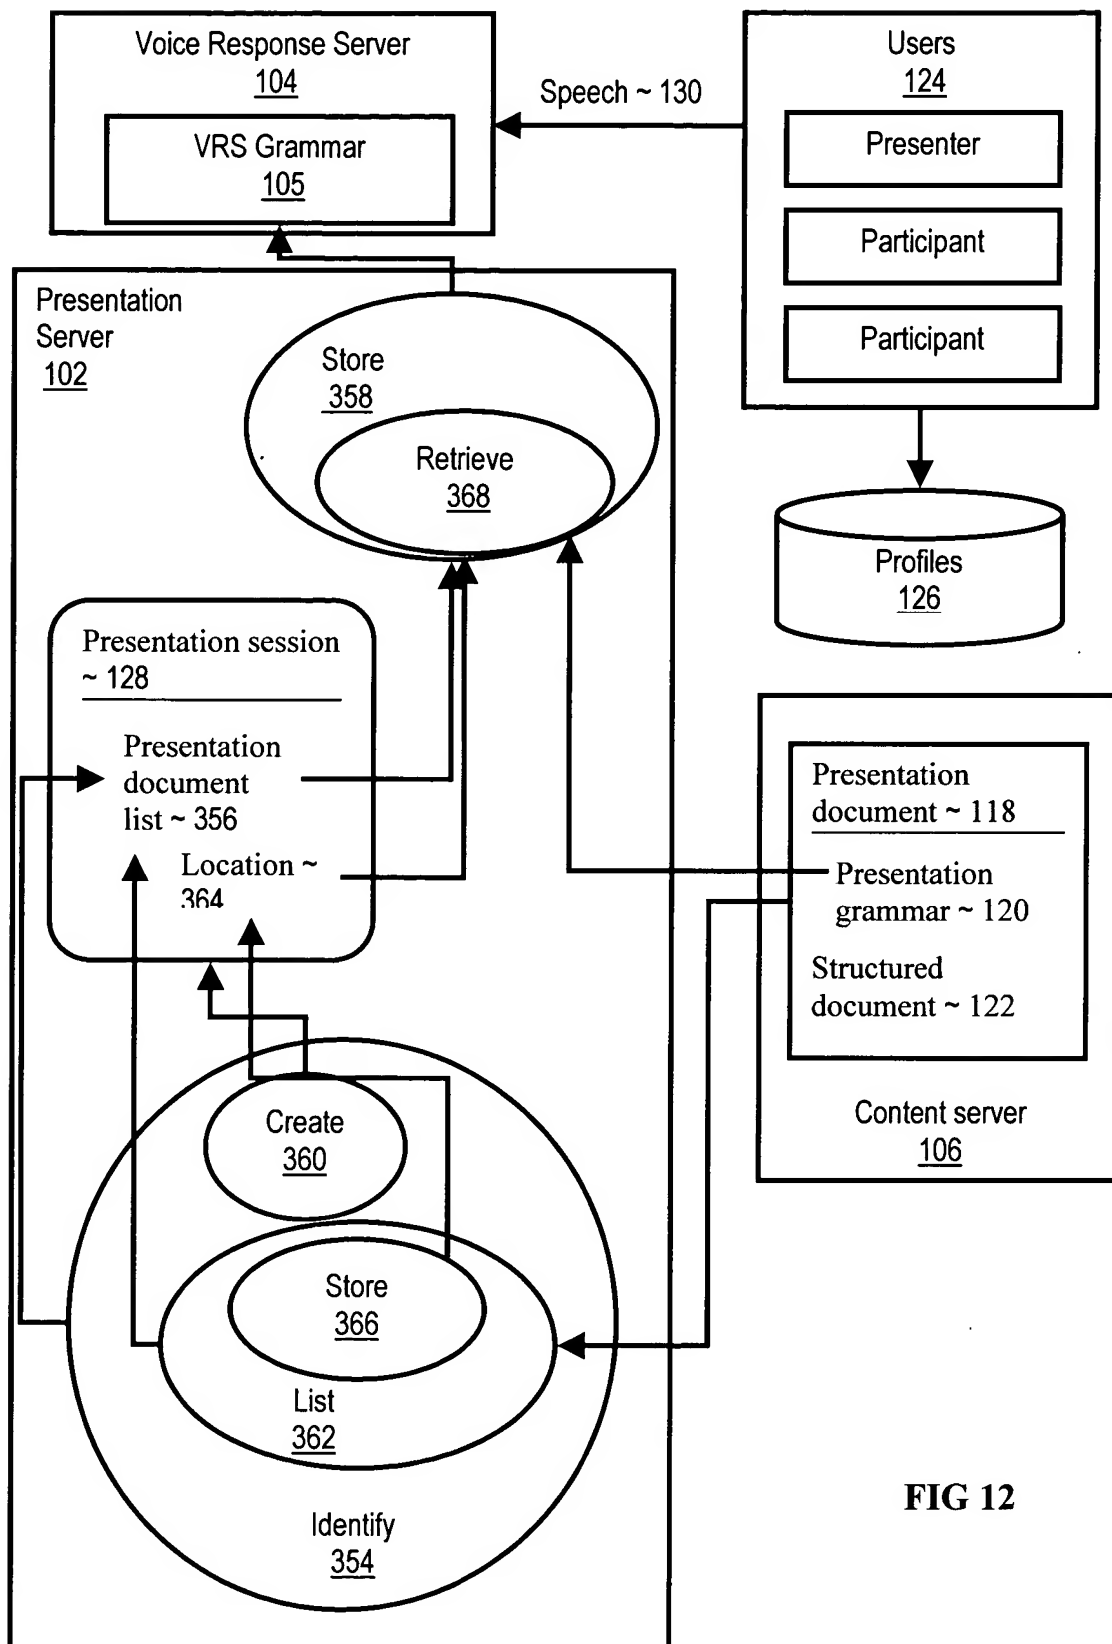 Voice Response Server
104
VRS Grammar
105
Speech ~ 130
Users
124
Presenter
Participant
Participant
Profiles
126
Presentation
Server
102
Store
358
Retrieve
368
Presentation session
~ 128
Presentation
document
list ~ 356
Location ~
364
Presentation
document ~ 118
Presentation
grammar ~ 120
Structured
document ~ 122
Content server
106
Create
360
Store
366
List
362
Identify
354
FIG 12